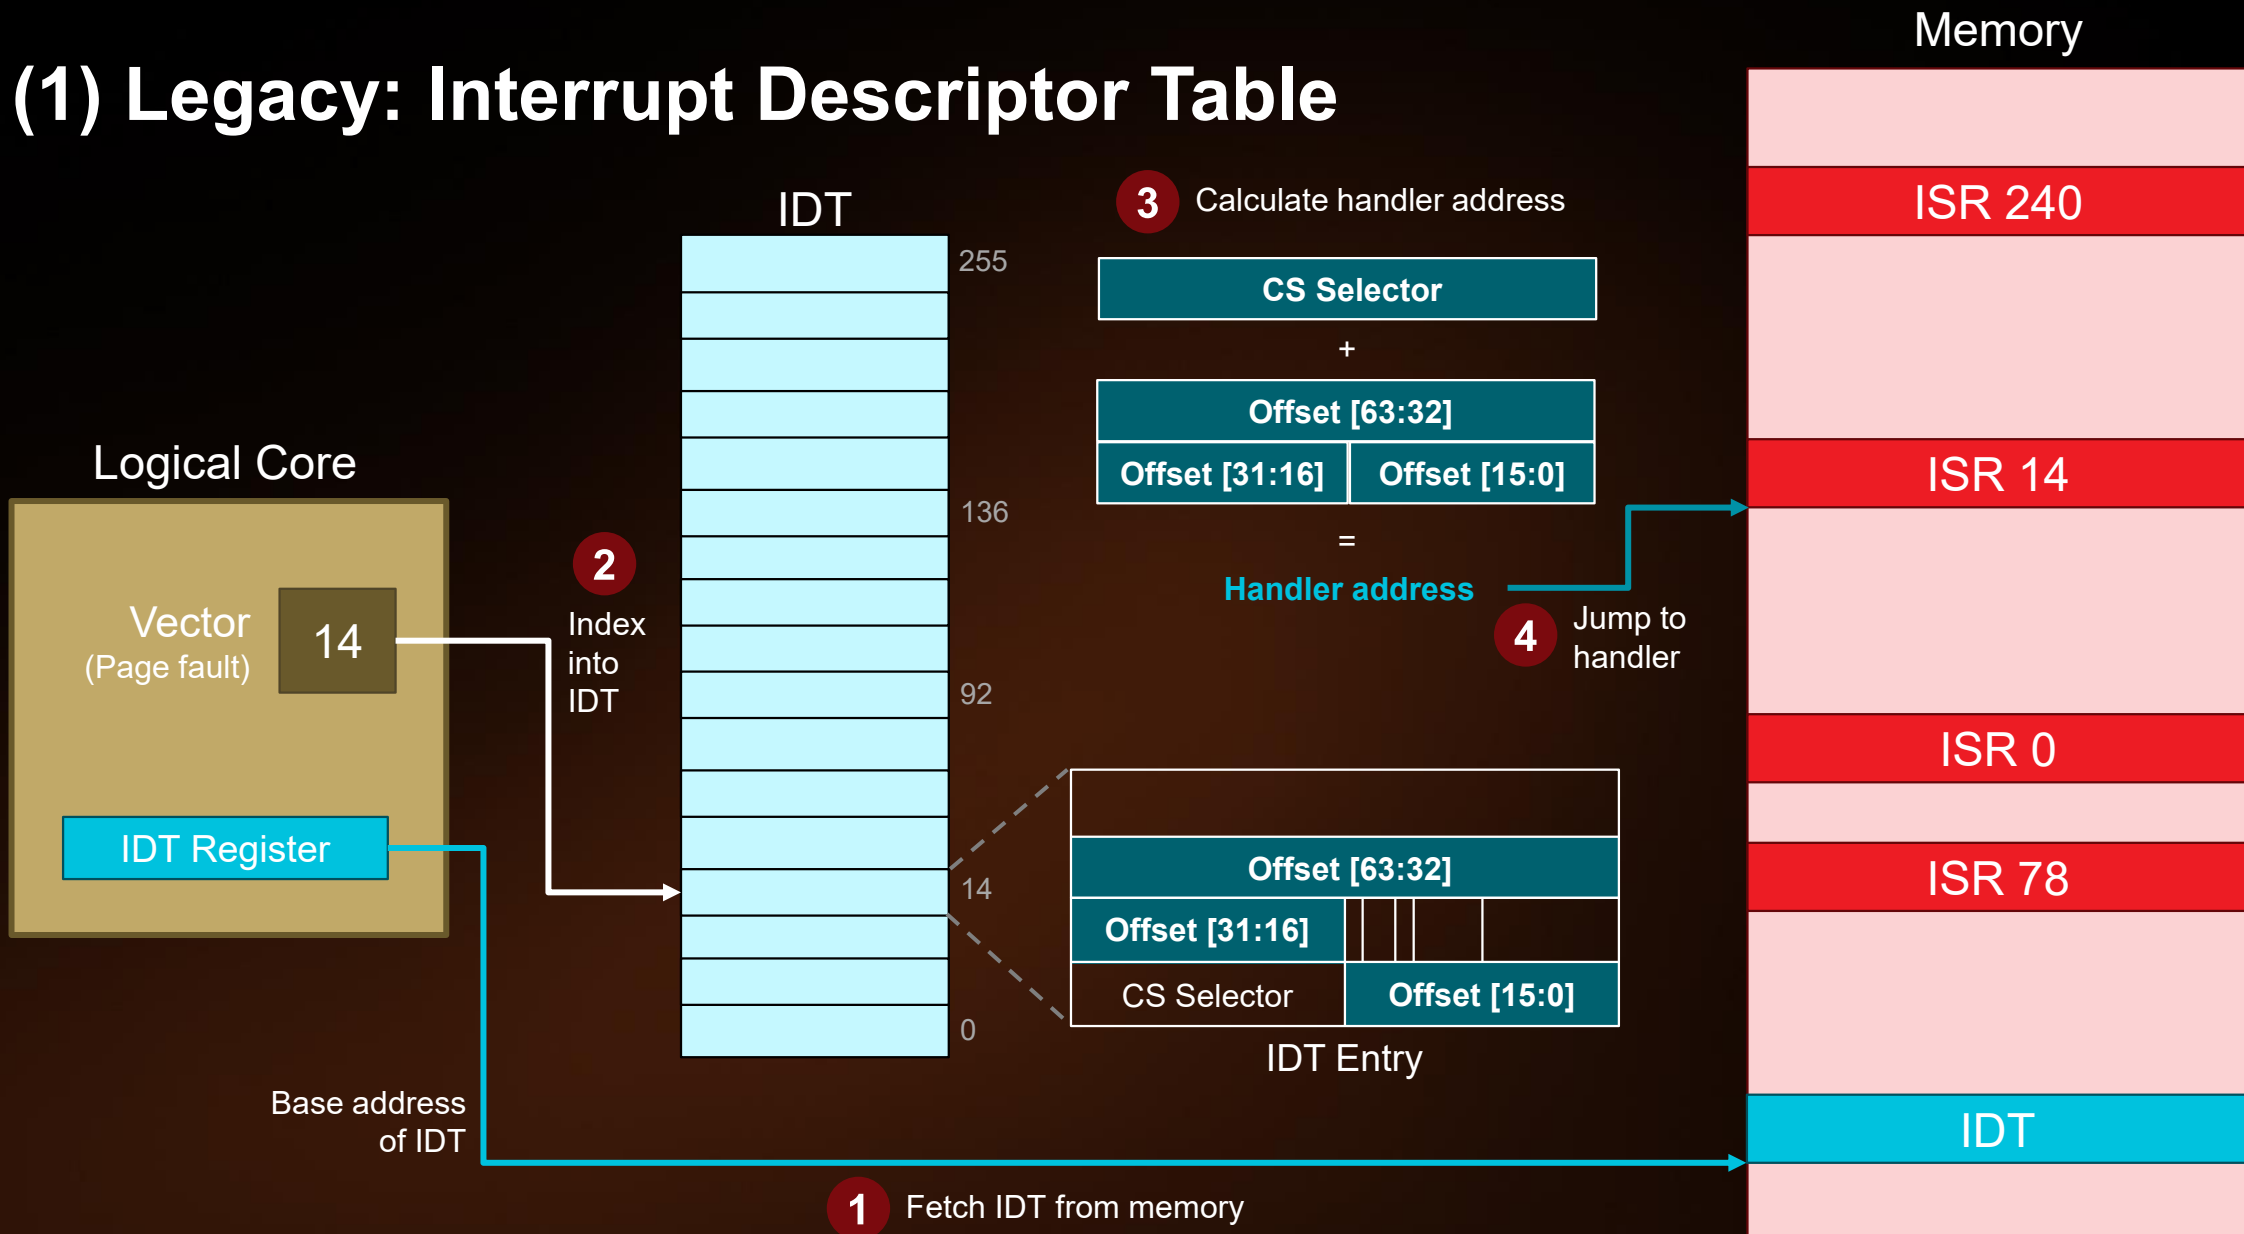 Memory
(1) Legacy: Interrupt Descriptor Table
IDT
255
136
92
14
0
3
Calculate handler address
CS Selector
+
Offset [63:32]
Offset [31:16]
Offset [15:0]
=
Handler address
4
Jump to
handler
Logical Core
Vector
(Page fault)
14
IDT Register
2
Index
into
IDT
Offset [63:32]
Offset [31:16]
CS Selector
Offset [15:0]
IDT Entry
Base address
of IDT
1
Fetch IDT from memory
ISR 240
ISR 14
ISR 0
ISR 78
IDT